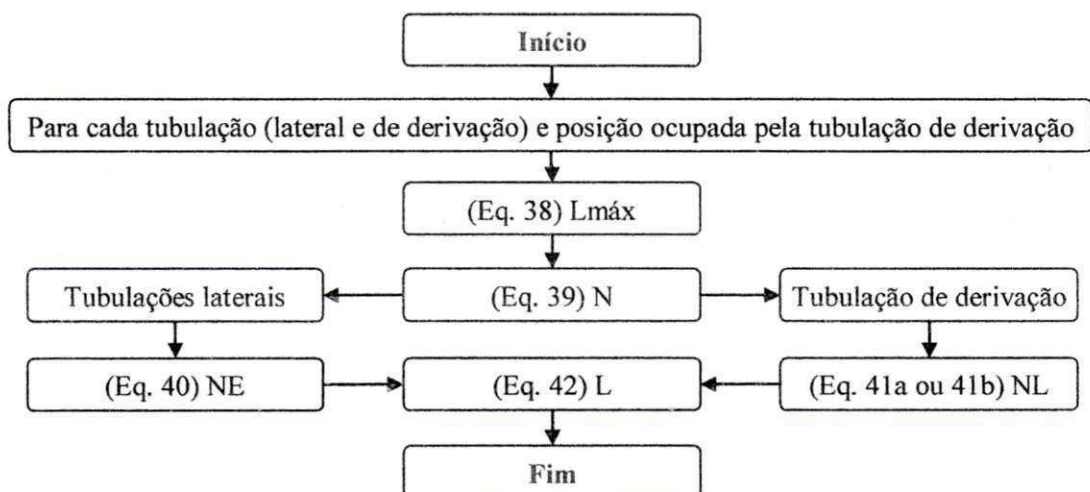 Início
Para cada tubulação (lateral e de derivação) e posição ocupada pela tubulação de derivação
(Eq. 38) Lmáx
Tubulações laterais
(Eq. 39) N
Tubulação de derivação
(Eq. 40) NE
(Eq. 42) L
(Eq. 41a ou 41b) NL
Fim